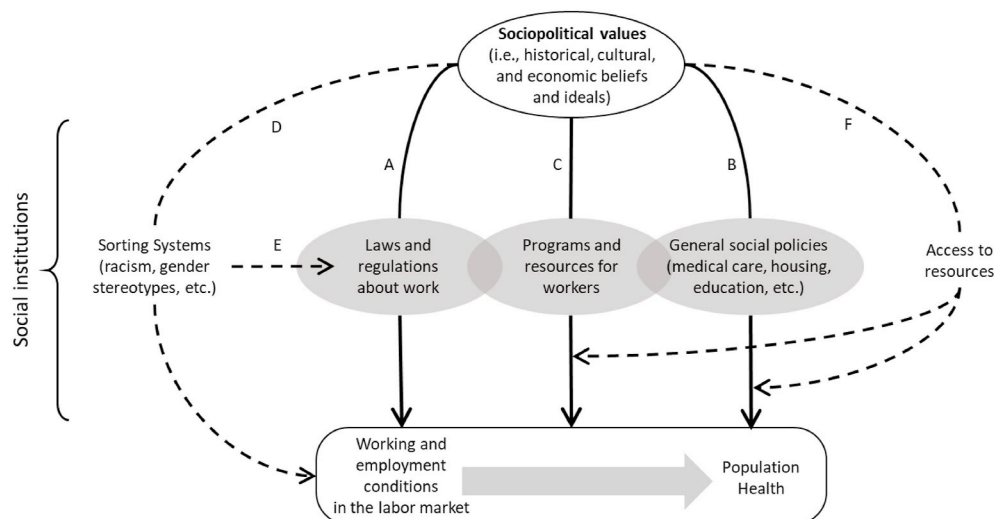 Sociopolitical values
(i.e., historical, cultural,
and economic beliefs
and ideals)
D
A
C
B
F
Social institutions
Sorting Systems
(racism, gender
stereotypes, etc.)
E
Laws and
regulations
about work
Programs and
resources for
workers
General social policies
(medical care, housing,
education, etc.)
Access to
resources
Working and
employment
conditions
in the labor market
Population
Health